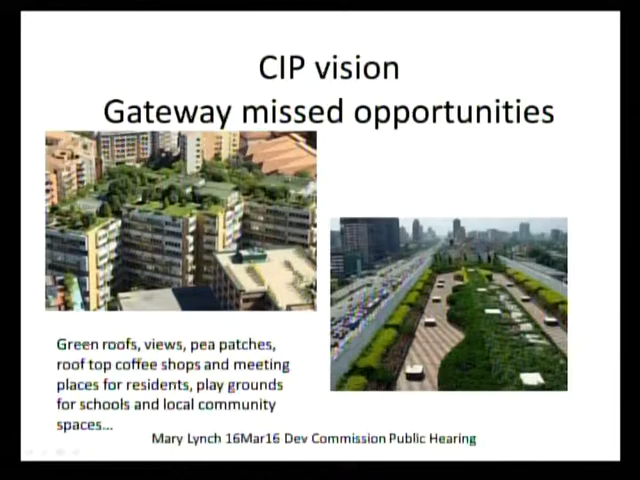 CIP vision
Gateway missed opportunities
Green roofs, views, pea patches,
roof top coffee shops and meeting
places for residents, play grounds
for schools and local community
spaces...
Mary Lynch 16Mar16 Dev Commission Public Hearing